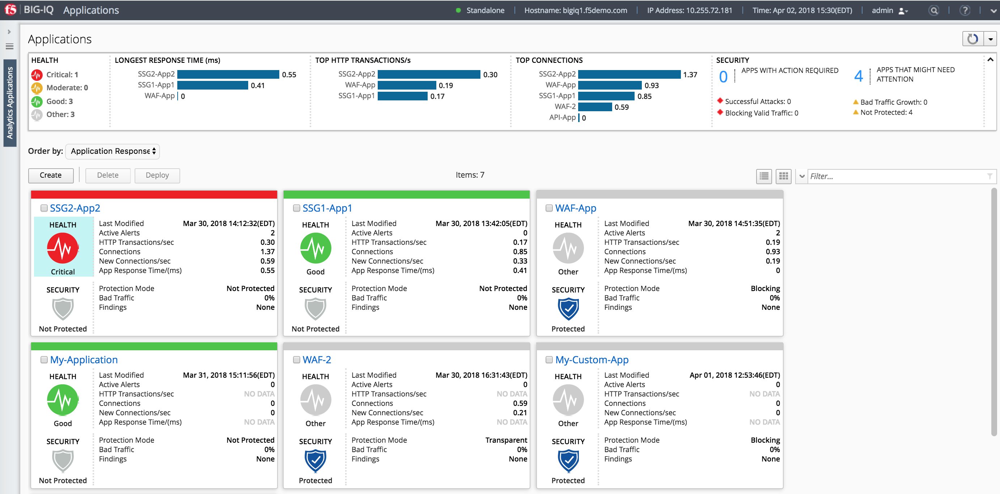 f5 BIG-IQ Applications Standalone Hostname: bigiq1.f5demo.com IP Address: 10.255.72.181 Time: Apr 02, 2018 15:30(EDT) admin
Analytics Applications
Applications
HEALTH
Critical: 1
Moderate: 0
Good: 3
Other: 3
LONGEST RESPONSE TIME (ms)
SSG2-App2 0.55
SSG1-App1 0.41
WAF-App 0
TOP HTTP TRANSACTIONS/s
SSG2-App2 0.30
WAF-App 0.19
SSG1-App1 0.17
TOP CONNECTIONS
SSG2-App2 1.37
WAF-App 0.93
SSG1-App1 0.85
WAF-2 0.59
API-App 0
SECURITY
0 APPS WITH ACTION REQUIRED
Successful Attacks: 0
Blocking Valid Traffic: 0
4 APPS THAT MIGHT NEED
ATTENTION
Bad Traffic Growth: 0
Not Protected: 4
Order by: Application Response
Create Delete Deploy Items: 7 Filter...
SSG2-App2
HEALTH
Critical
Last Modified Mar 30, 2018 14:12:32(EDT)
Active Alerts 2
HTTP Transactions/sec 0.30
Connections 1.37
New Connections/sec 0.59
App Response Time/(ms) 0.55
SECURITY
Not Protected
Protection Mode Not Protected
Bad Traffic 0%
Findings None
SSG1-App1
HEALTH
Good
Last Modified Mar 30, 2018 13:42:05(EDT)
Active Alerts 0
HTTP Transactions/sec 0.17
Connections 0.85
New Connections/sec 0.33
App Response Time/(ms) 0.41
SECURITY
Not Protected
Protection Mode Not Protected
Bad Traffic 0%
Findings None
WAF-App
HEALTH
Other
Last Modified Mar 30, 2018 14:51:35(EDT)
Active Alerts 2
HTTP Transactions/sec 0.19
Connections 0.93
New Connections/sec 0.19
App Response Time/(ms) 0
SECURITY
Protected
Protection Mode Blocking
Bad Traffic 0%
Findings None
My-Application
HEALTH
Good
Last Modified Mar 31, 2018 15:11:56(EDT)
Active Alerts 0
HTTP Transactions/sec NO DATA
Connections 0
New Connections/sec 0
App Response Time/(ms) NO DATA
SECURITY
Not Protected
Protection Mode Not Protected
Bad Traffic 0%
Findings None
WAF-2
HEALTH
Other
Last Modified Mar 30, 2018 16:31:43(EDT)
Active Alerts 0
HTTP Transactions/sec NO DATA
Connections 0.59
New Connections/sec 0.21
App Response Time/(ms) NO DATA
SECURITY
Protected
Protection Mode Transparent
Bad Traffic 0%
Findings None
My-Custom-App
HEALTH
Other
Last Modified Apr 01, 2018 12:53:46(EDT)
Active Alerts 0
HTTP Transactions/sec NO DATA
Connections 0
New Connections/sec 0
App Response Time/(ms) NO DATA
SECURITY
Protected
Protection Mode Blocking
Bad Traffic 0%
Findings None